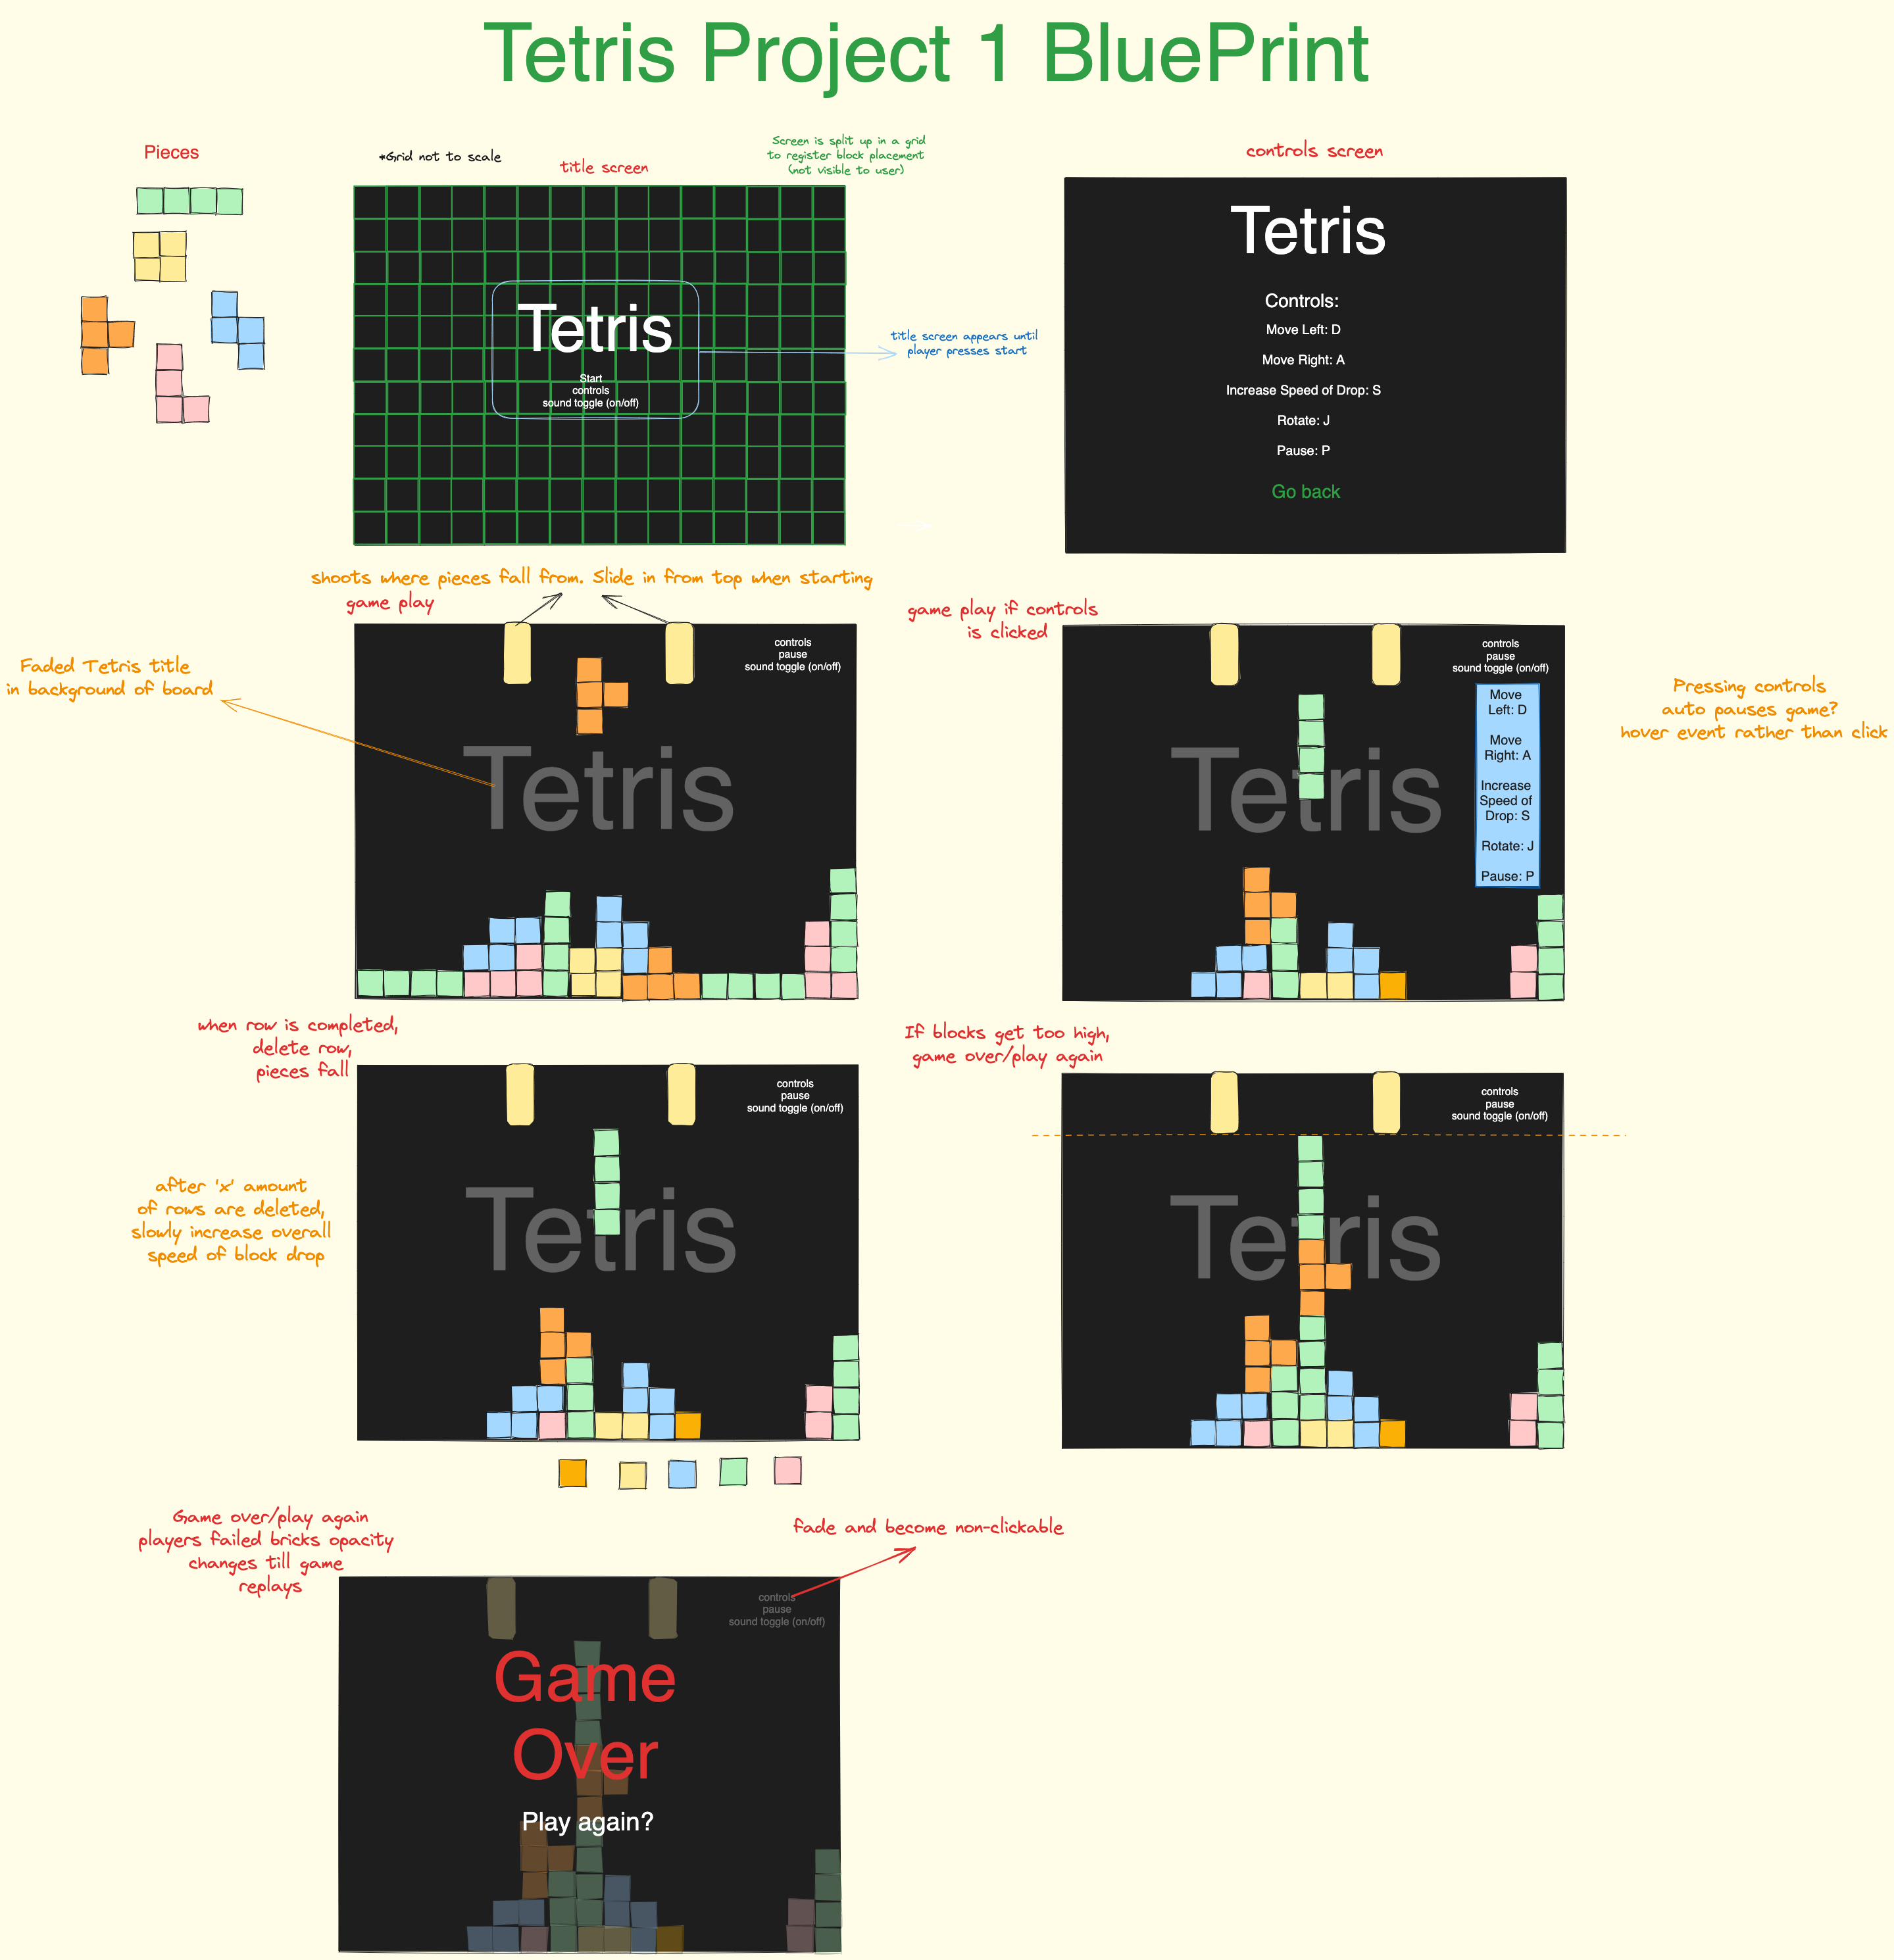 Tetris Project 1 BluePrint
Pieces
*Grid not to scale
title screen
Screen is split up in a grid
to register block placement
(not visible to user)
Tetris
Start
controls
sound toggle (on/off)
title screen appears until
player presses start
controls screen
Tetris
Controls:
Move Left: D
Move Right: A
Increase Speed of Drop: S
Rotate: J
Pause: P
Go back
shoots where pieces fall from. Slide in from top when starting
game play
Faded Tetris title
in background of board
controls
pause
sound toggle (on/off)
Tetris
game play if controls
is clicked
controls
pause
sound toggle (on/off)
Move
Left: D
Move
Right: A
Increase
Speed of
Drop: S
Rotate: J
Pause: P
Tetris
Pressing controls
auto pauses game?
hover event rather than click
when row is completed,
delete row,
pieces fall
controls
pause
sound toggle (on/off)
Tetris
after 'x' amount
of rows are deleted,
slowly increase overall
speed of block drop
If blocks get too high,
game over/play again
controls
pause
sound toggle (on/off)
Tetris
Game over/play again
players failed bricks opacity
changes till game
replays
fade and become non-clickable
controls
pause
sound toggle (on/off)
Game
Over
Play again?